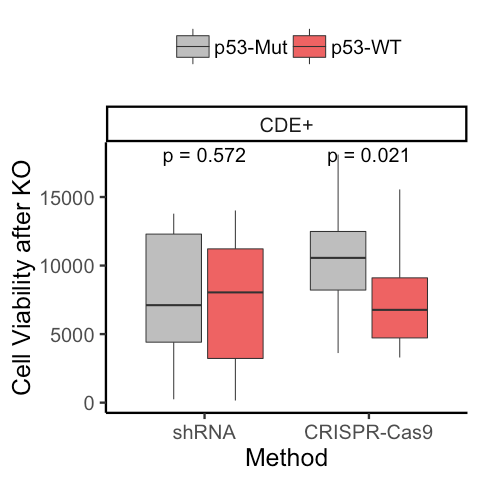 p53-Mut p53-WT
CDE+
p = 0.572 p = 0.021
Cell Viability after KO
15000
10000
5000
0
shRNA CRISPR-Cas9
Method